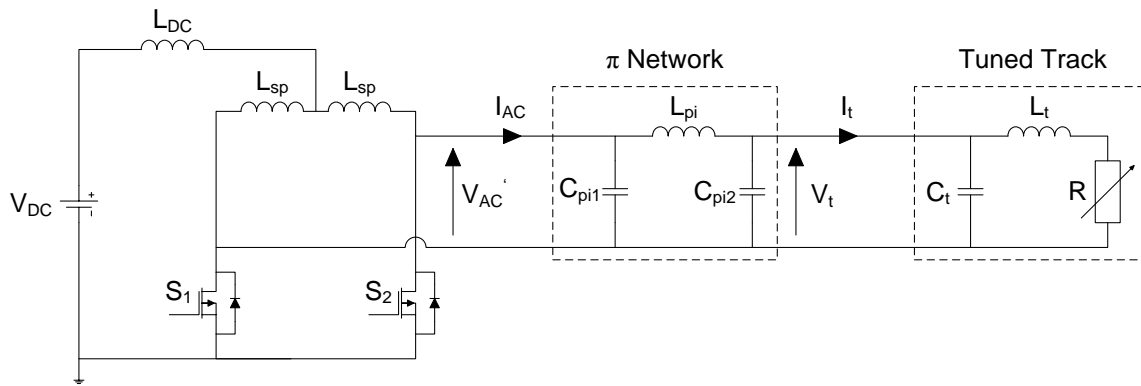 L_DC
π Network
Tuned Track
L_sp L_sp
I_AC
L_pi
I_t
L_t
V_DC
+
-
V_AC‘
C_pi1
C_pi2
V_t
C_t
R
S_1
S_2